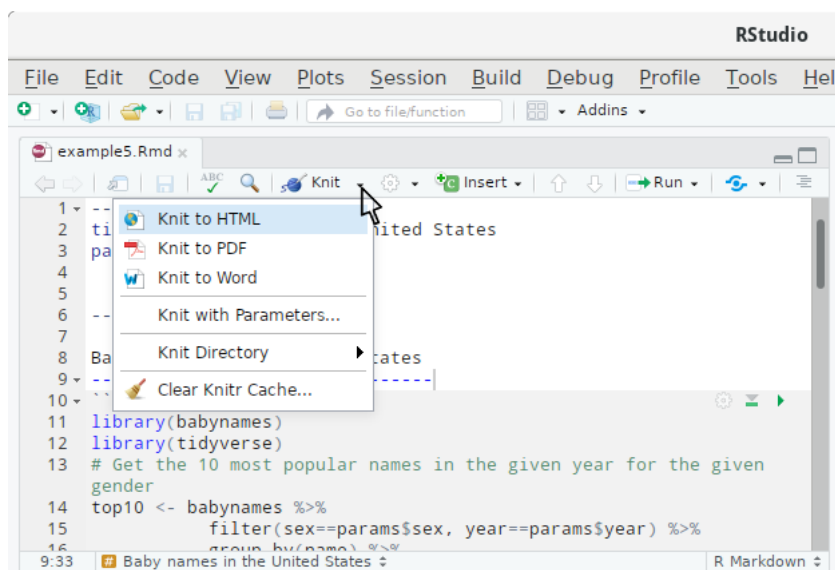 RStudio
File Edit Code View Plots Session Build Debug Profile Tools Hel
Go to file/function Addins
example5.Rmd
ABC Knit Insert Run
1 --
2 ti nited States
3 pa
4
5
6 --
7
8 Ba tates
9 -- -------
10 ``
Knit to HTML
Knit to PDF
Knit to Word
Knit with Parameters...
Knit Directory
Clear Knitr Cache...
11 library(babynames)
12 library(tidyverse)
13 # Get the 10 most popular names in the given year for the given
gender
14 top10 <- babynames %>%
15 filter(sex==params$sex, year==params$year) %>%
16 group_by(name) %>%
9:33 # Baby names in the United States R Markdown